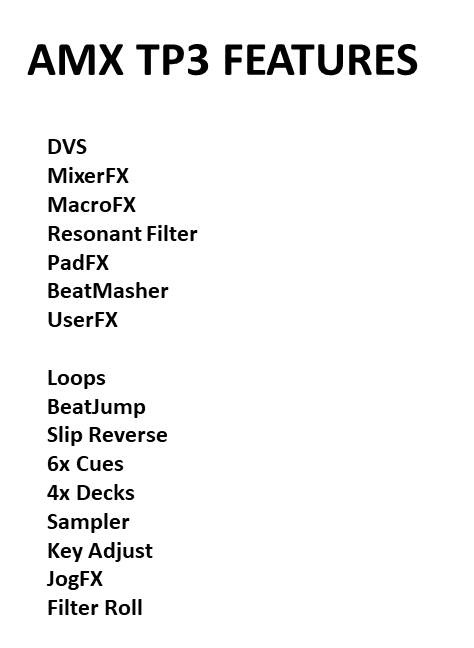 AMX TP3 FEATURES
DVS
MixerFX
MacroFX
Resonant Filter
PadFX
BeatMasher
UserFX
Loops
BeatJump
Slip Reverse
6x Cues
4x Decks
Sampler
Key Adjust
JogFX
Filter Roll